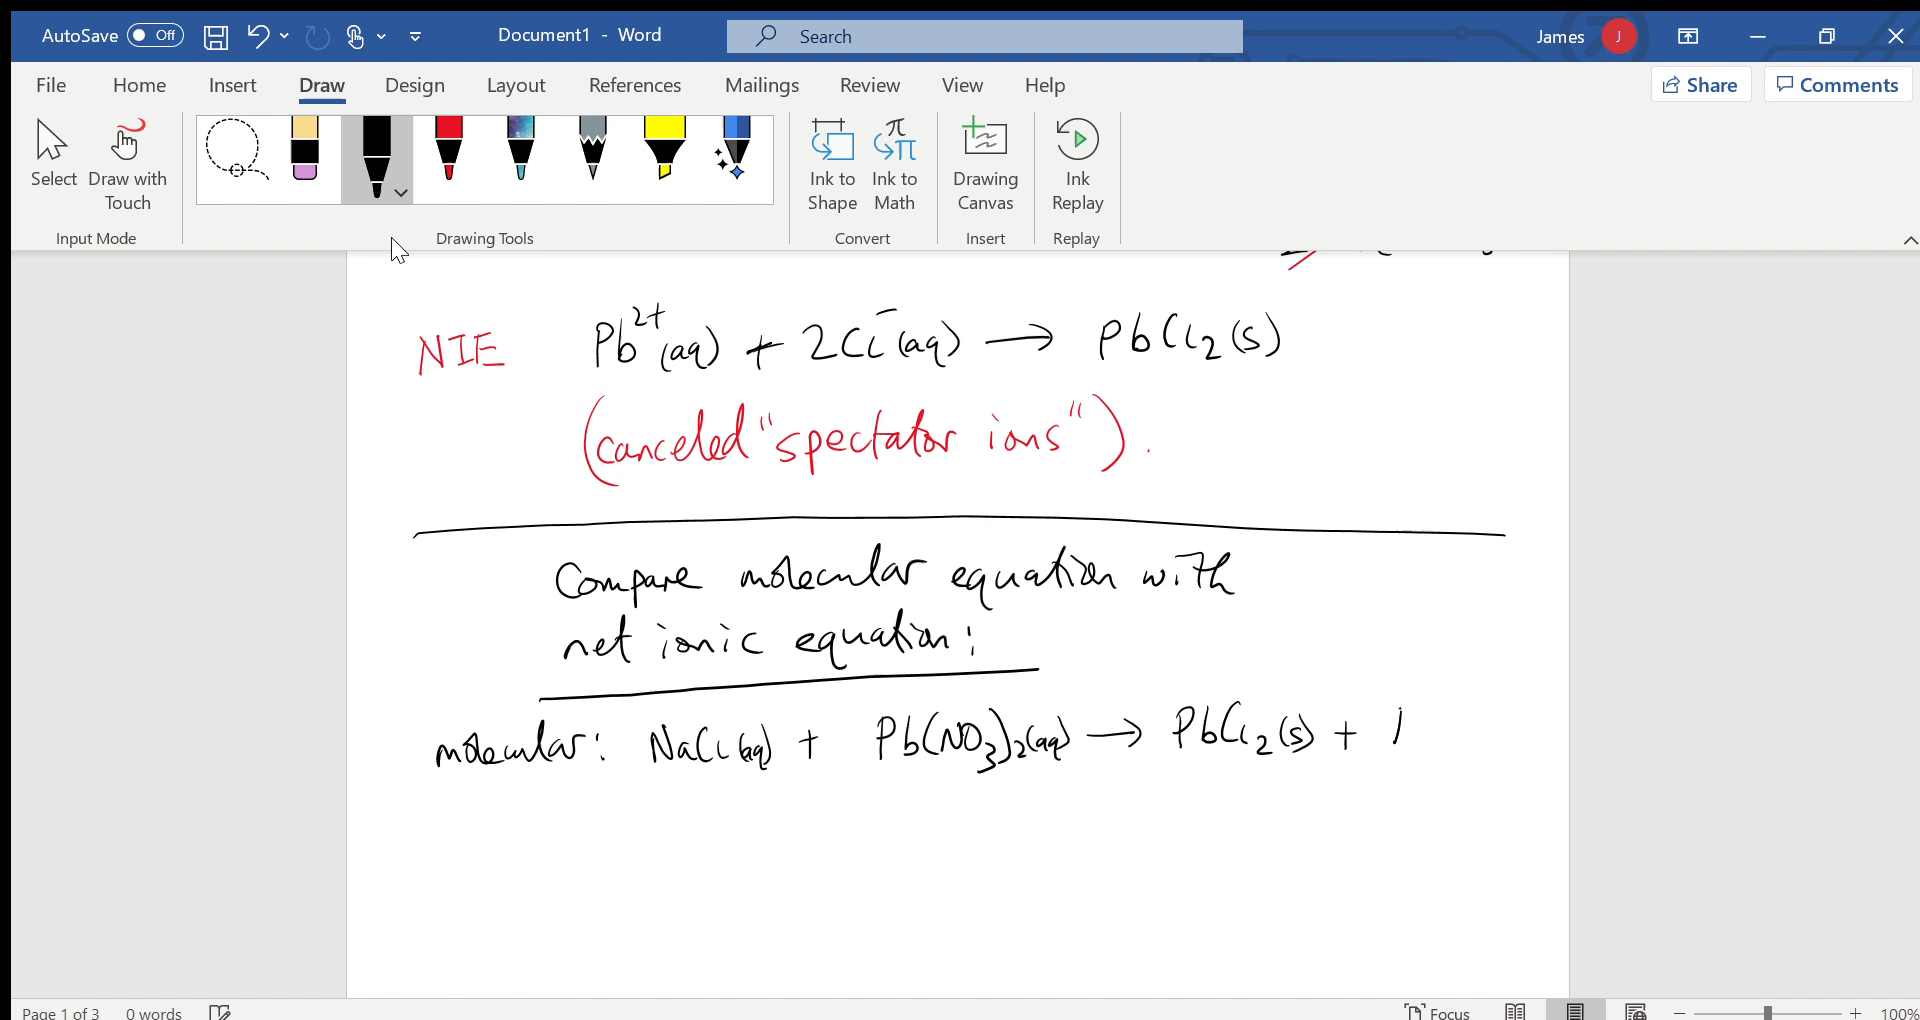 AutoSave Off Document1 - Word Search James J
File Home Insert Draw Design Layout References Mailings Review View Help Share Comments
Select Draw with Touch Ink to Shape Ink to Math Drawing Canvas Ink Replay
Input Mode Drawing Tools Convert Insert Replay
NIE Pb²⁺(aq) + 2Cl⁻(aq) → PbCl₂(s)
(canceled "spectator ions").
Compare molecular equation with
net ionic equation:
molecular: NaCl(aq) + Pb(NO₃)₂(aq) → PbCl₂(s) +
Page 1 of 3 0 words Focus 100%